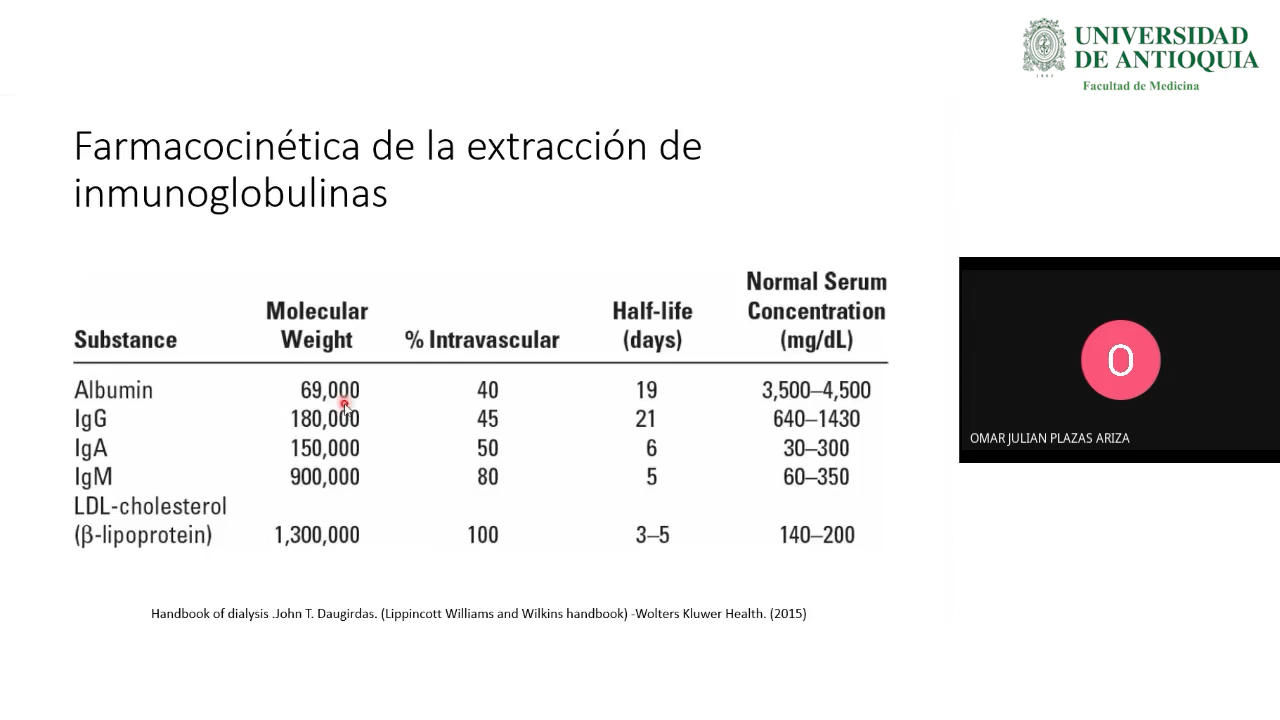 UNIVERSIDAD
DE ANTIOQUIA
1803
Facultad de Medicina
Farmacocinética de la extracción de
inmunoglobulinas
Substance Molecular Weight % Intravascular Half-life (days) Normal Serum Concentration (mg/dL)
Albumin 69,000 40 19 3,500–4,500
IgG 180,000 45 21 640–1430
IgA 150,000 50 6 30–300
IgM 900,000 80 5 60–350
LDL-cholesterol
(β-lipoprotein) 1,300,000 100 3–5 140–200
Handbook of dialysis .John T. Daugirdas. (Lippincott Williams and Wilkins handbook) -Wolters Kluwer Health. (2015)
O
OMAR JULIAN PLAZAS ARIZA